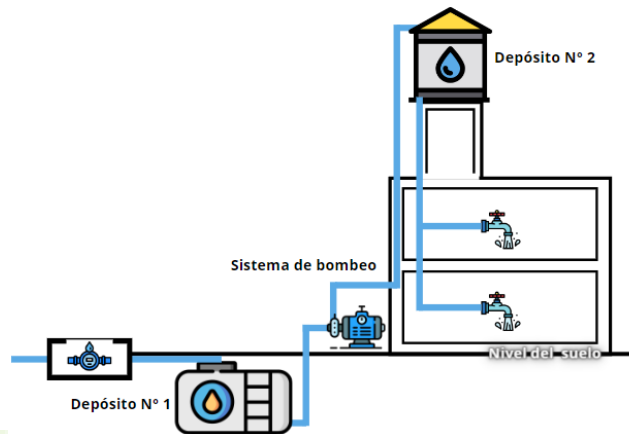 Depósito Nº 2
Sistema de bombeo
Nivel del suelo
Depósito Nº 1